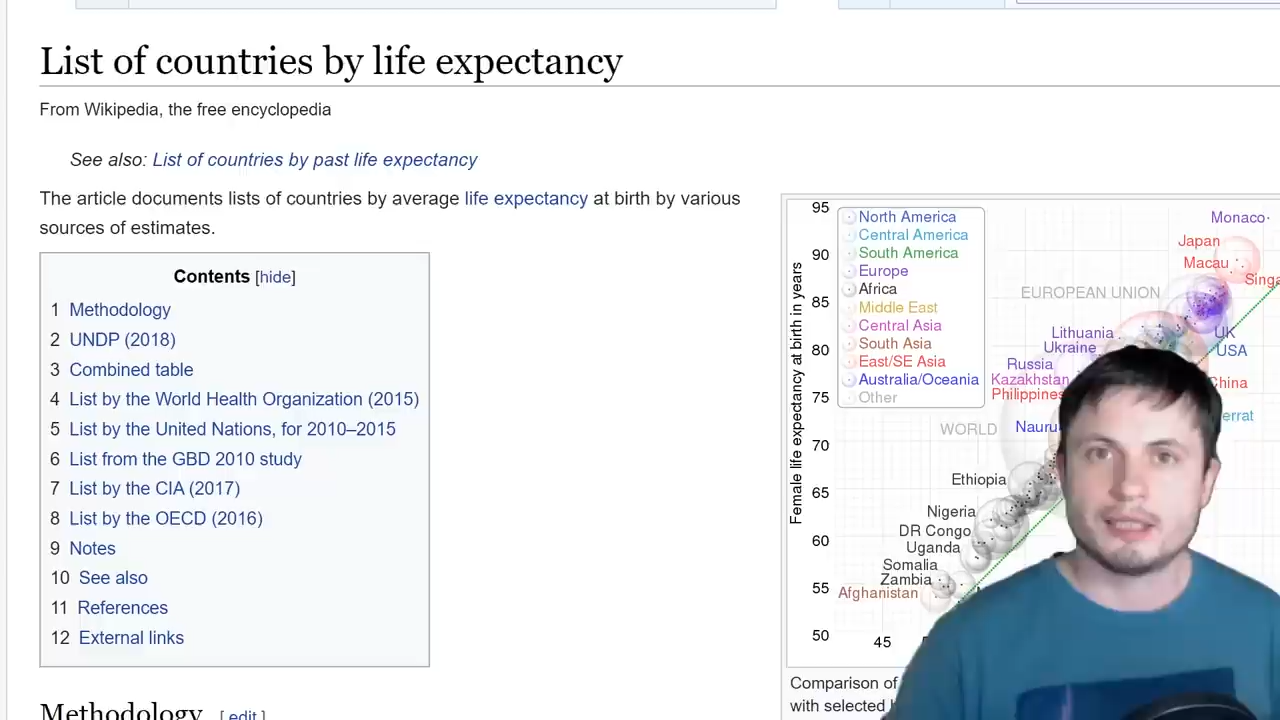 List of countries by life expectancy
From Wikipedia, the free encyclopedia
See also: List of countries by past life expectancy
The article documents lists of countries by average life expectancy at birth by various
sources of estimates.
Contents [hide]
1 Methodology
2 UNDP (2018)
3 Combined table
4 List by the World Health Organization (2015)
5 List by the United Nations, for 2010–2015
6 List from the GBD 2010 study
7 List by the CIA (2017)
8 List by the OECD (2016)
9 Notes
10 See also
11 References
12 External links
Methodology [ edit ]
Female life expectancy at birth in years
95
90
85
80
75
70
65
60
55
50
45
North America
Central America
South America
Europe
Africa
Middle East
Central Asia
South Asia
East/SE Asia
Australia/Oceania
Other
Monaco
Japan
Macau
EUROPEAN UNION
Lithuania
UK
Ukraine
USA
Russia
Kazakhstan
China
Philippines
WORLD
Nauru
Ethiopia
Nigeria
DR Congo
Uganda
Somalia
Zambia
Afghanistan
Comparison of
with selected